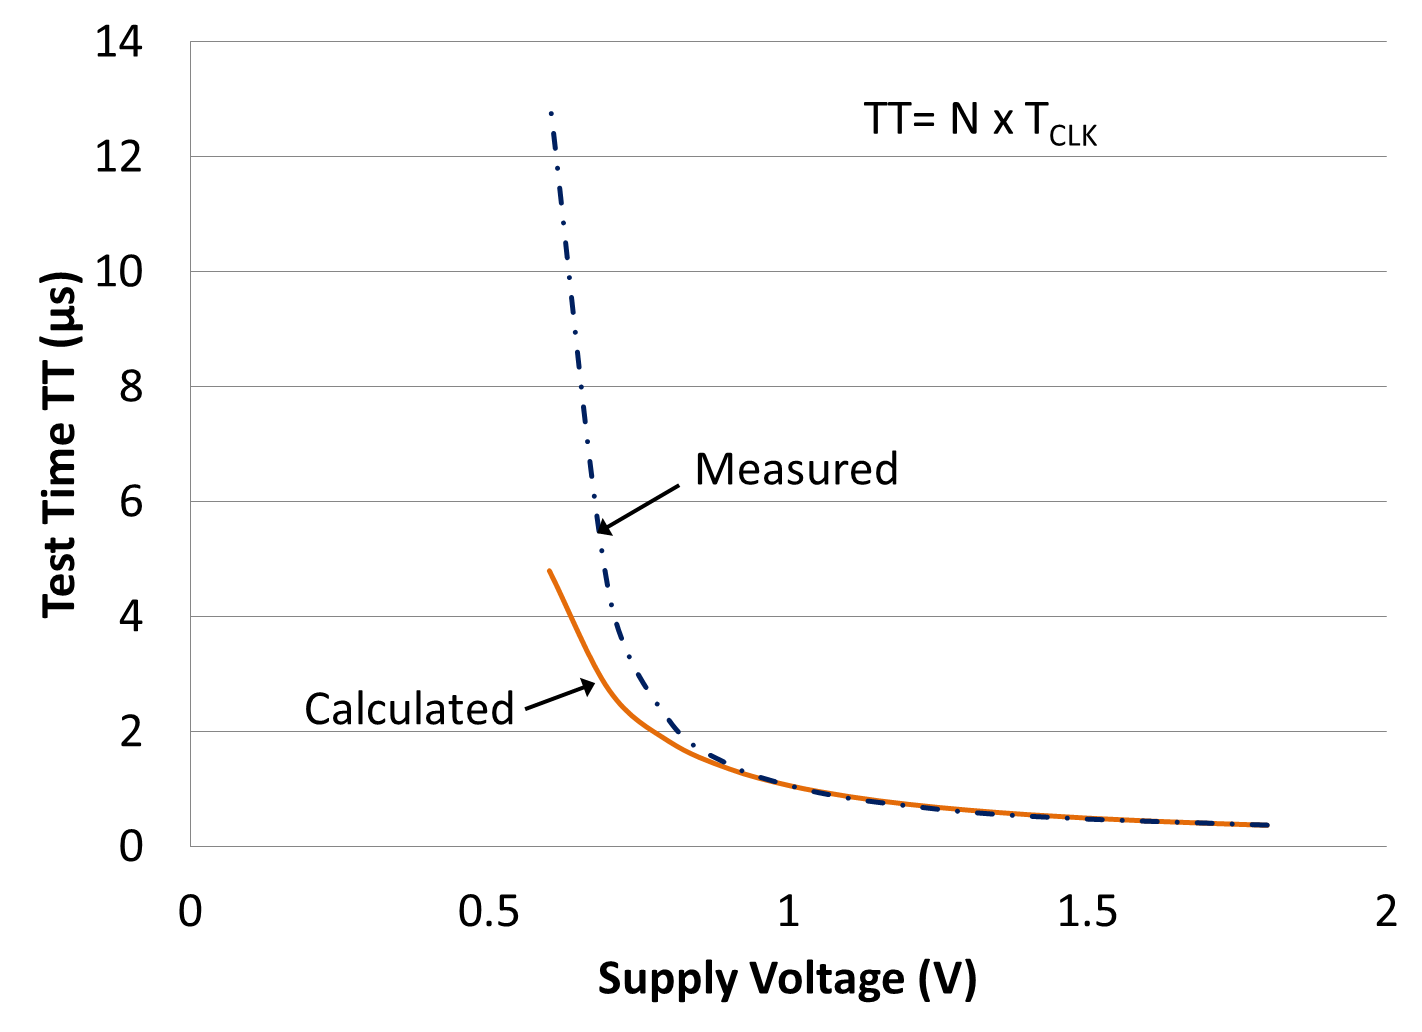 14
TT= N x TCLK
12
10
8
Measured
6
4
Calculated
2
0
Test Time TT (µs)
0 0.5 1 1.5 2
Supply Voltage (V)